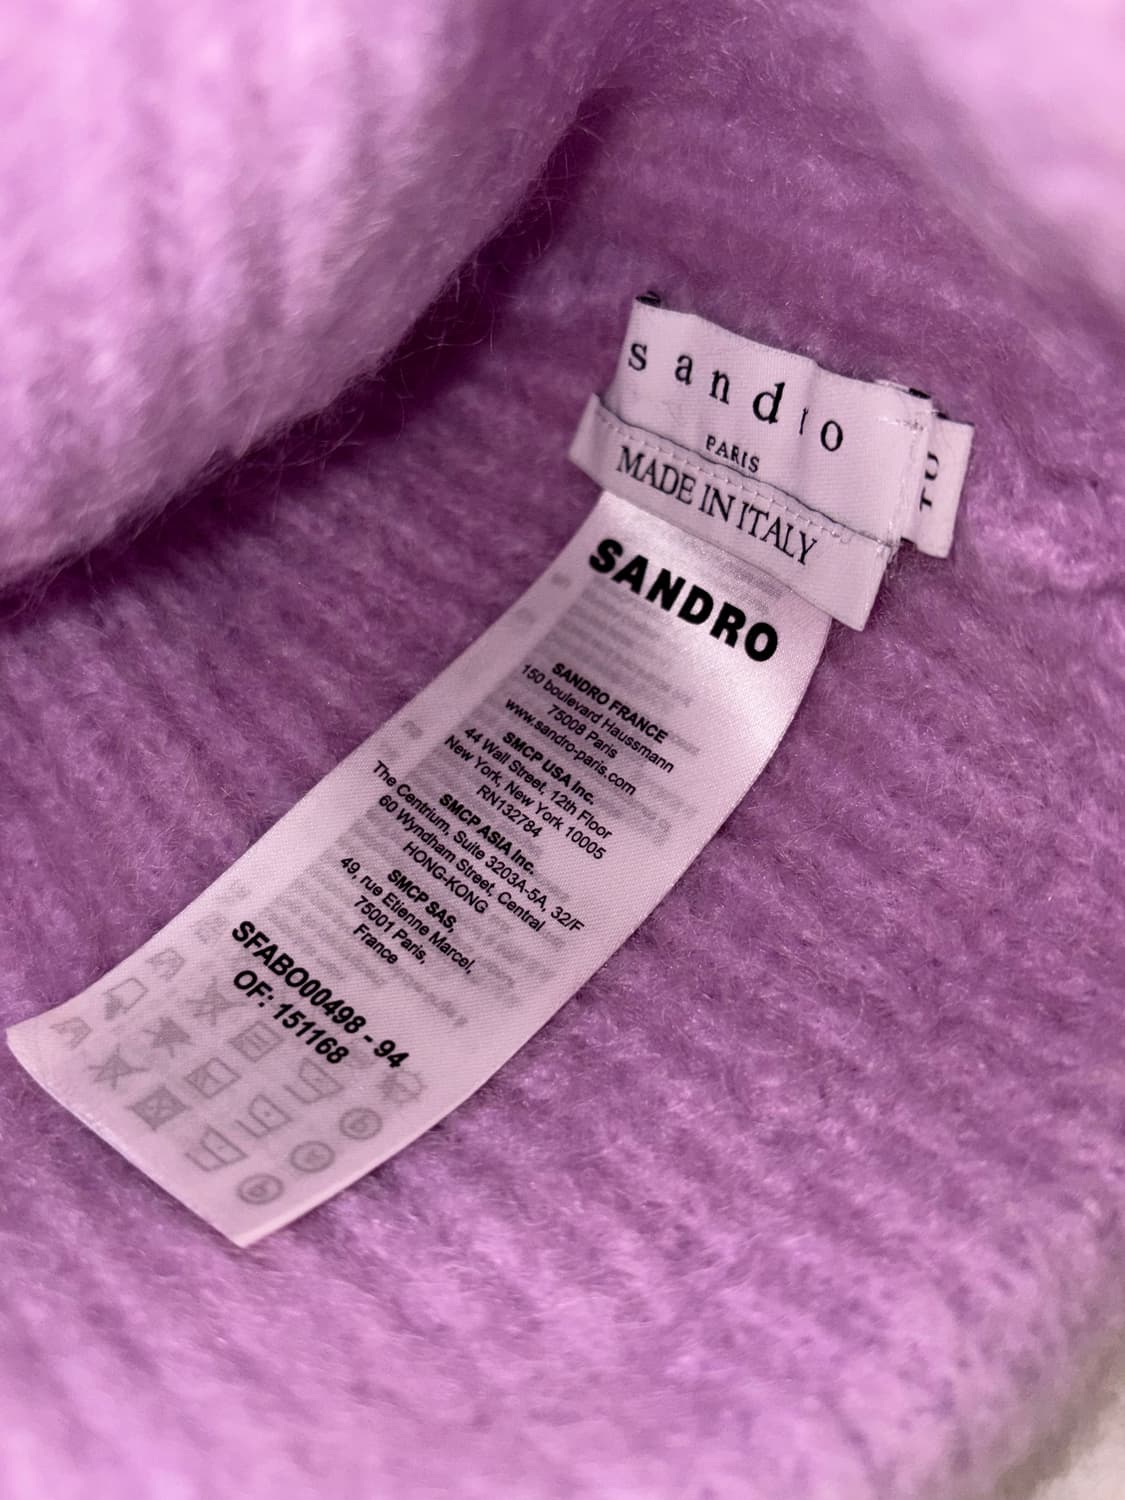 sandro
PARIS
MADE IN ITALY
TU
SANDRO
SANDRO FRANCE
150 boulevard Haussmann
75008 Paris
www.sandro-paris.com
SMCP USA Inc.
44 Wall Street, 12th Floor
New York, New York 10005
RN132784
SMCP ASIA Inc.
The Centrium, Suite 3203A-5A, 32/F
60 Wyndham Street, Central
HONG-KONG
SMCP SAS,
49, rue Etienne Marcel,
75001 Paris,
France
SFABO00498 - 94
OF: 151168